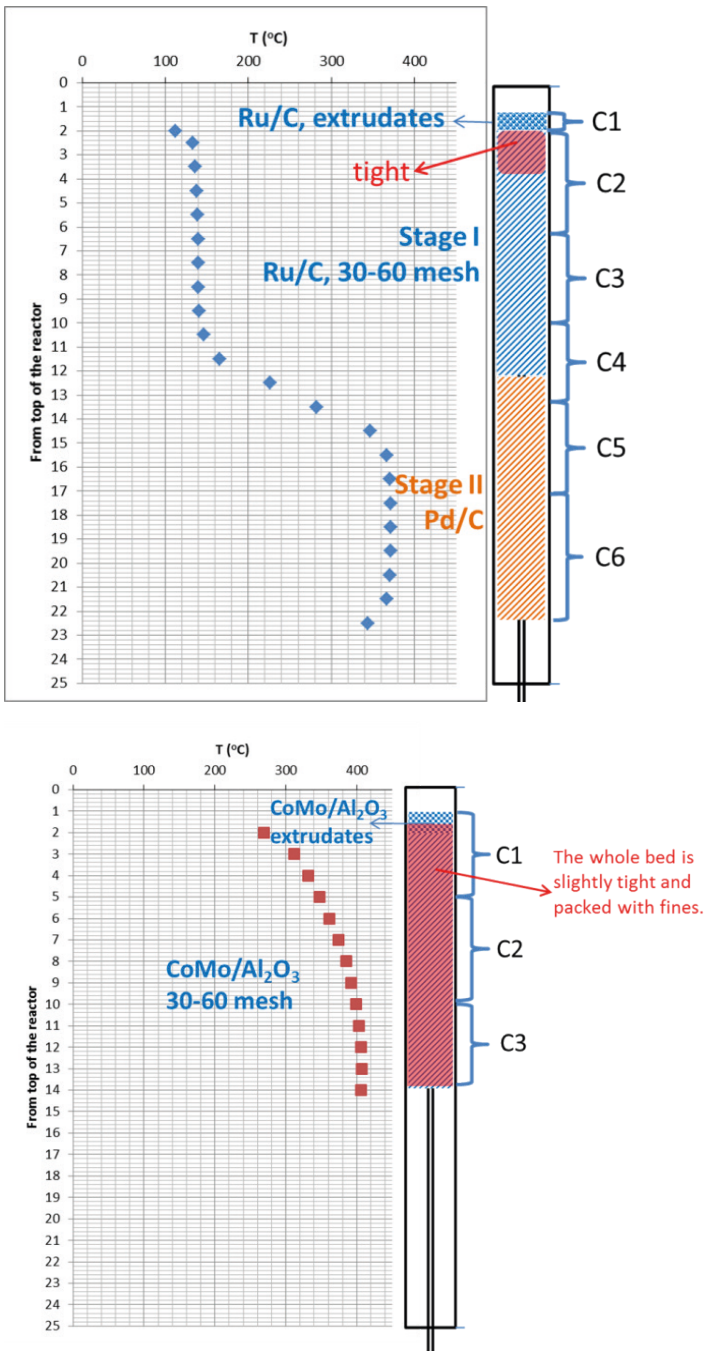 T (°C)
0 100 200 300 400
From top of the reactor
0
1
2
3
4
5
6
7
8
9
10
11
12
13
14
15
16
17
18
19
20
21
22
23
24
25
Ru/C, extrudates
tight
Stage I
Ru/C, 30-60 mesh
Stage II
Pd/C
C1
C2
C3
C4
C5
C6
T (°C)
0 100 200 300 400
From top of the reactor
0
1
2
3
4
5
6
7
8
9
10
11
12
13
14
15
16
17
18
19
20
21
22
23
24
25
CoMo/Al₂O₃
extrudates
CoMo/Al₂O₃
30-60 mesh
C1
C2
C3
The whole bed is
slightly tight and
packed with fines.